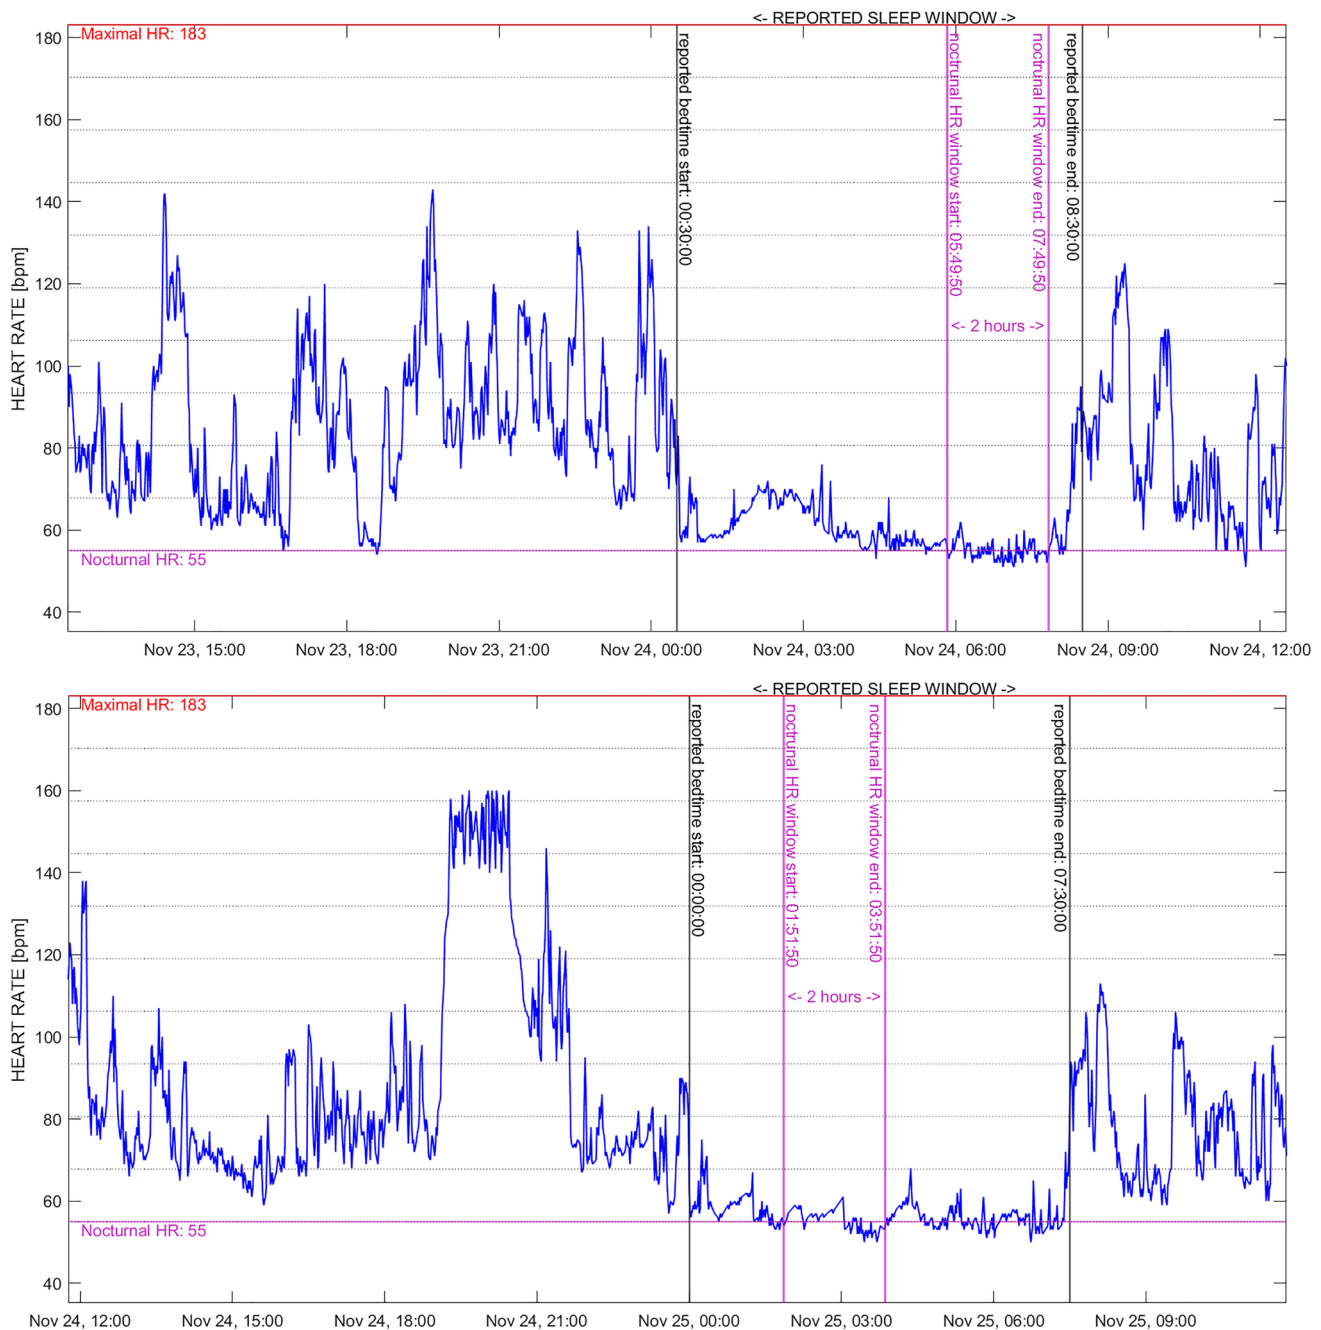 <- REPORTED SLEEP WINDOW ->
Maximal HR: 183
180
160
140
120
100
80
60
40
HEART RATE [bpm]
reported bedtime start: 00:30:00
noctrunal HR window start: 05:49:50
noctrunal HR window end: 07:49:50
reported bedtime end: 08:30:00
<- 2 hours ->
Nocturnal HR: 55
Nov 23, 15:00
Nov 23, 18:00
Nov 23, 21:00
Nov 24, 00:00
Nov 24, 03:00
Nov 24, 06:00
Nov 24, 09:00
Nov 24, 12:00
<- REPORTED SLEEP WINDOW ->
Maximal HR: 183
180
160
140
120
100
80
60
40
HEART RATE [bpm]
reported bedtime start: 00:00:00
noctrunal HR window start: 01:51:50
noctrunal HR window end: 03:51:50
reported bedtime end: 07:30:00
<- 2 hours ->
Nocturnal HR: 55
Nov 24, 12:00
Nov 24, 15:00
Nov 24, 18:00
Nov 24, 21:00
Nov 25, 00:00
Nov 25, 03:00
Nov 25, 06:00
Nov 25, 09:00